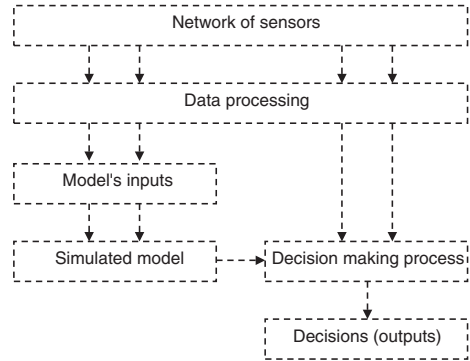 Network of sensors
Data processing
Model's inputs
Simulated model
Decision making process
Decisions (outputs)